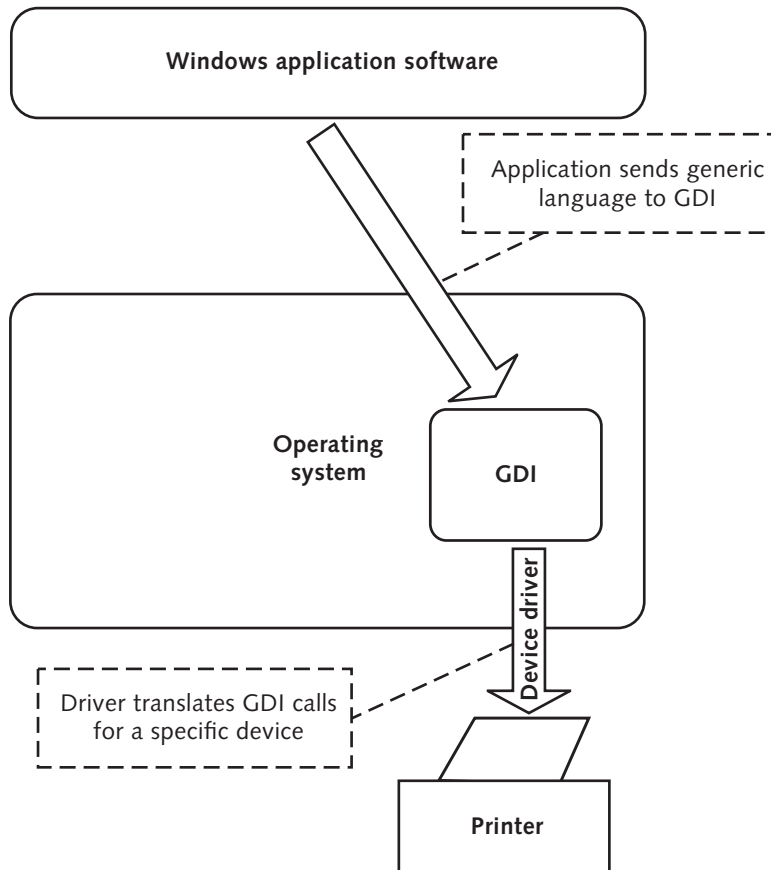 Windows application software
Application sends generic
language to GDI
Operating
system
GDI
Device driver
Driver translates GDI calls
for a specific device
Printer